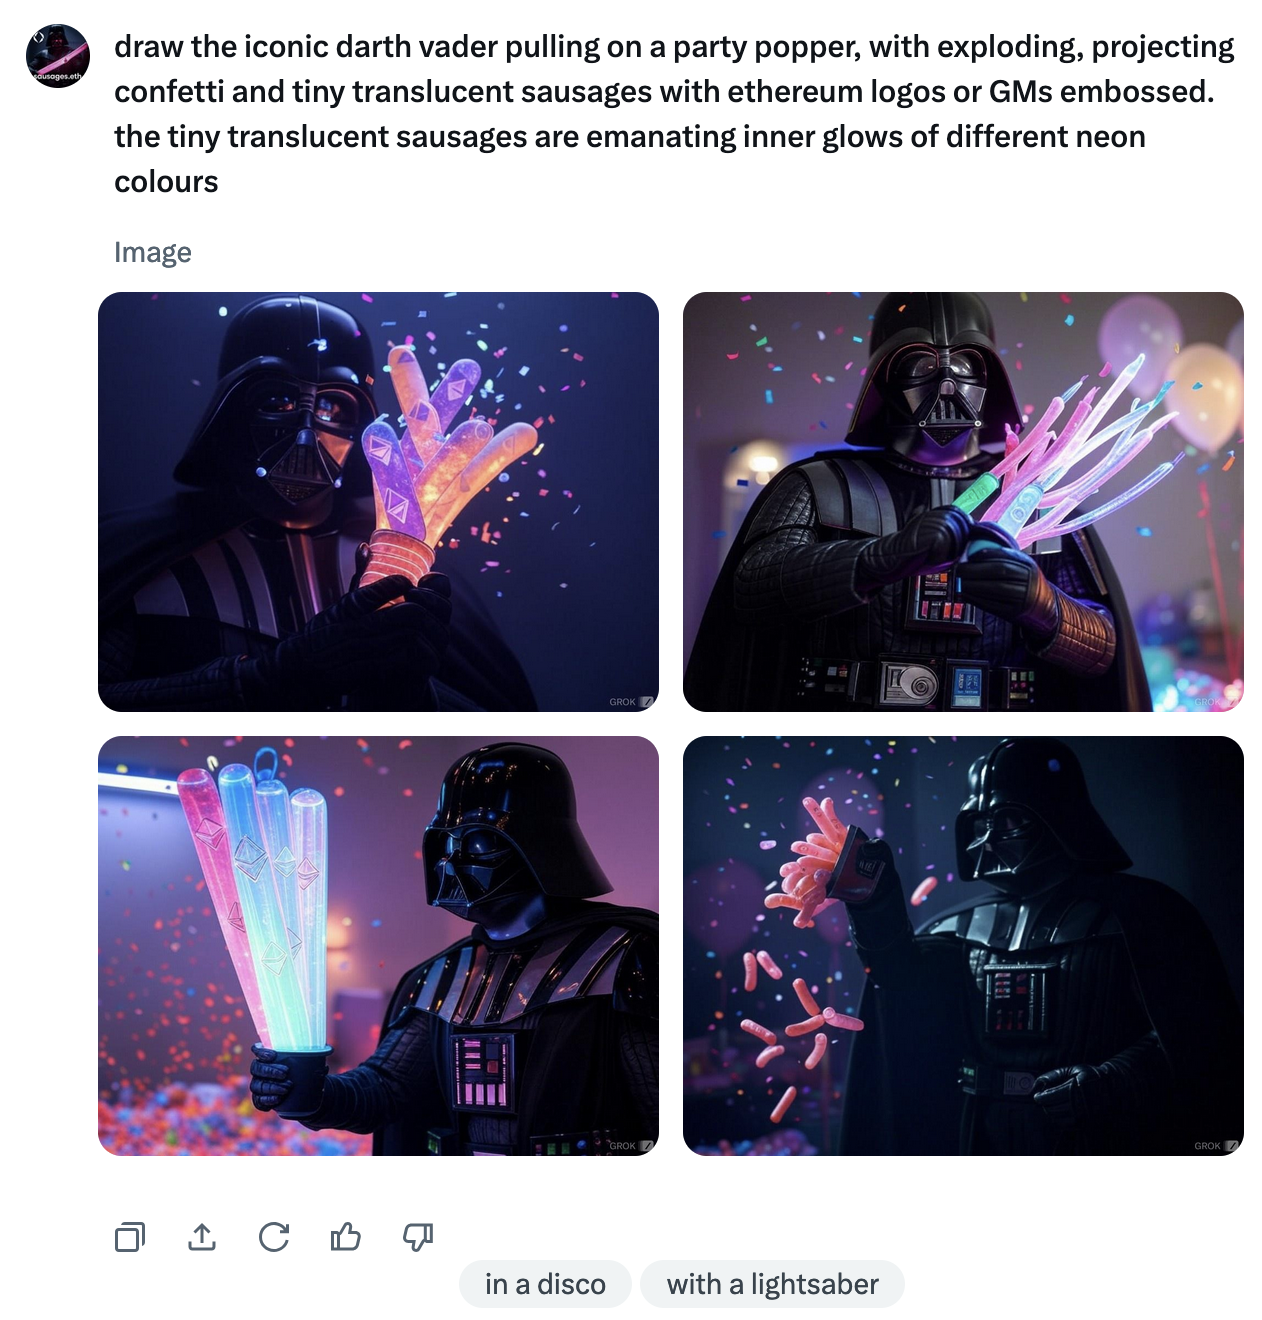 sausages.eth
draw the iconic darth vader pulling on a party popper, with exploding, projecting
confetti and tiny translucent sausages with ethereum logos or GMs embossed.
the tiny translucent sausages are emanating inner glows of different neon
colours
Image
GROK
GROK
GROK
GROK
in a disco
with a lightsaber